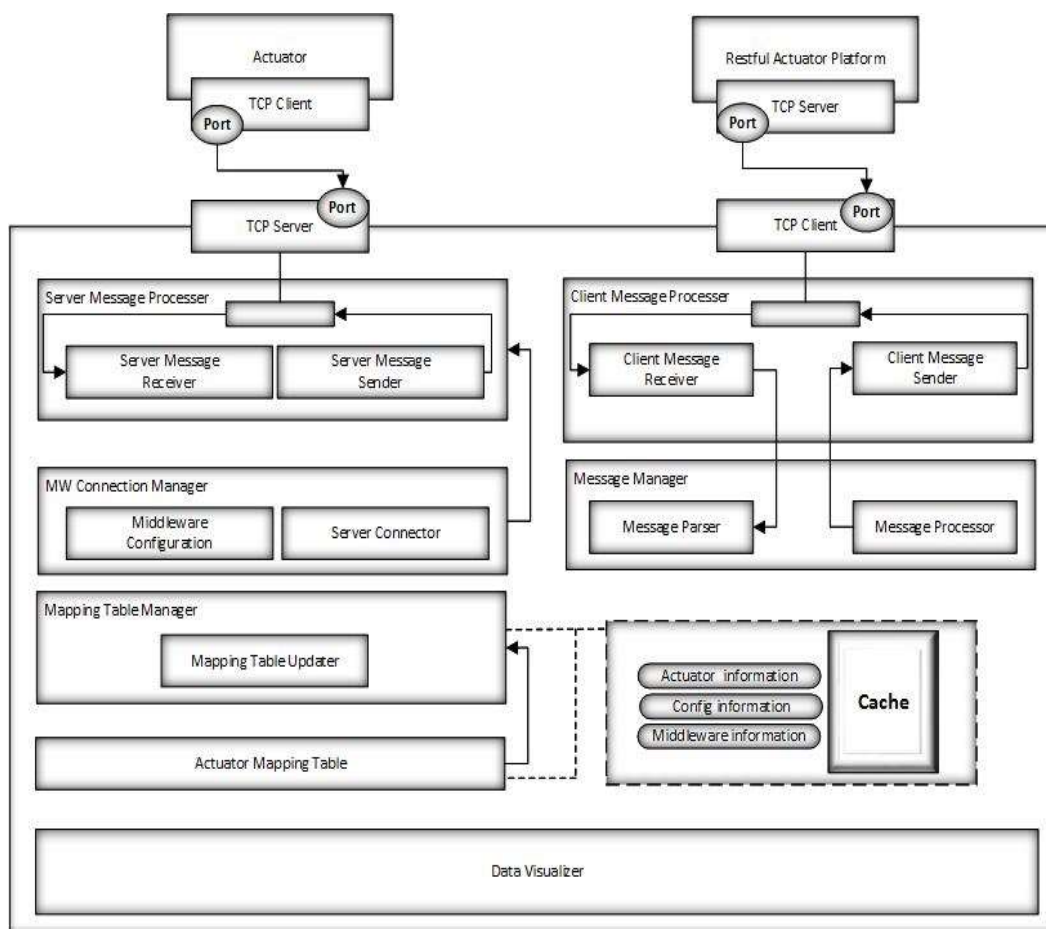 Actuator
TCP Client
Port
Restful Actuator Platform
TCP Server
Port
Port
TCP Server
Port
TCP Client
Server Message Processer
Server Message
Receiver
Server Message
Sender
Client Message Processer
Client Message
Receiver
Client Message
Sender
MW Connection Manager
Middleware
Configuration
Server Connector
Message Manager
Message Parser
Message Processor
Mapping Table Manager
Mapping Table Updater
Actuator Mapping Table
Actuator information
Config information
Middleware information
Cache
Data Visualizer